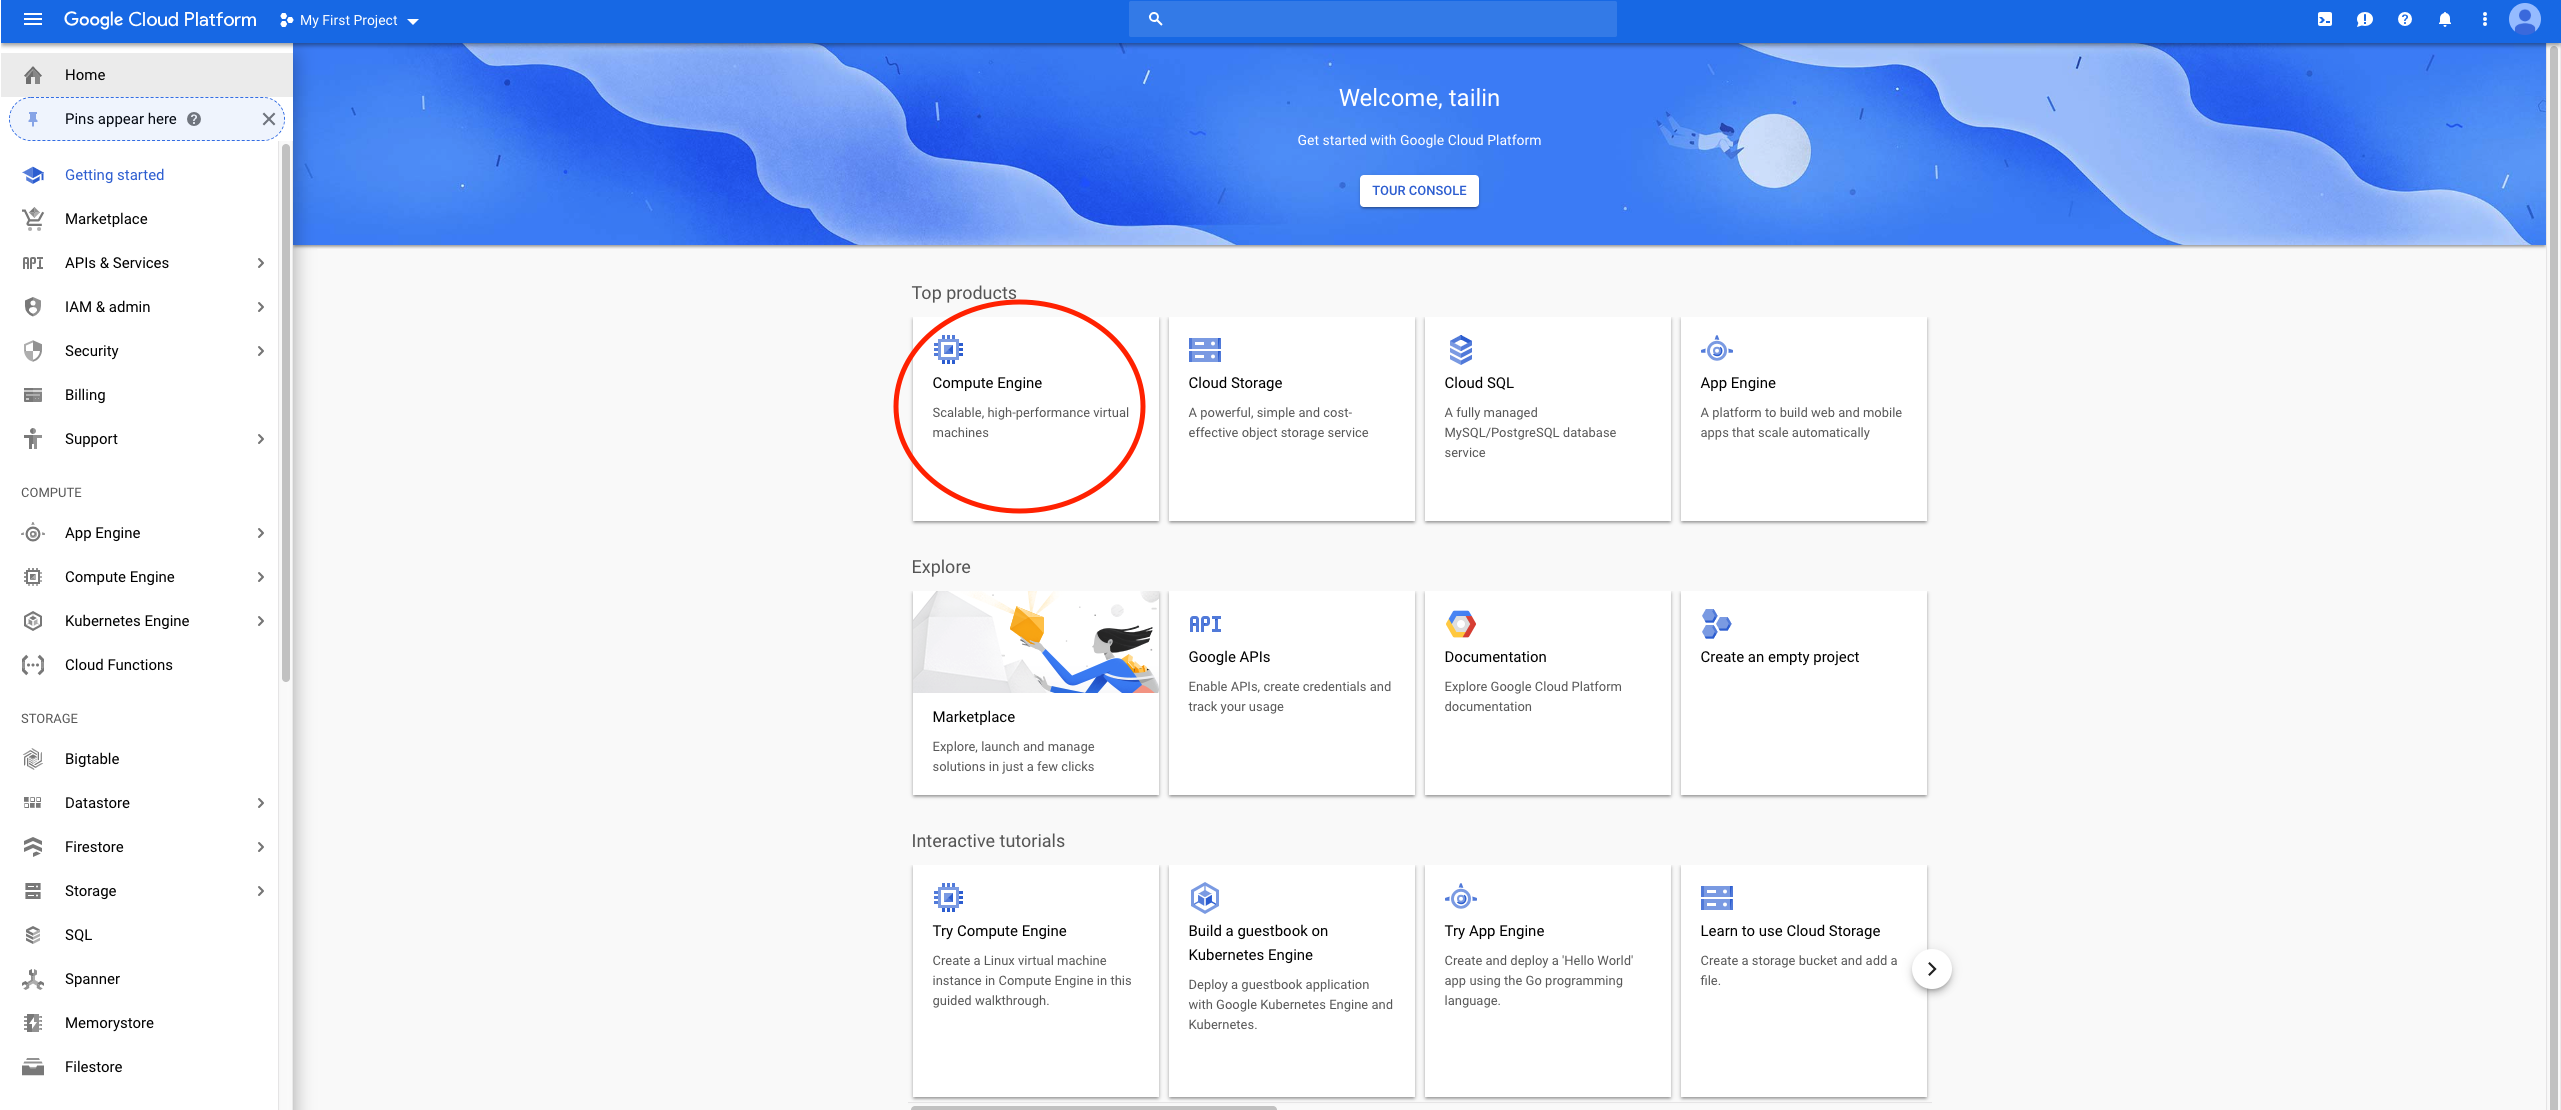 Google Cloud Platform
My First Project
Home
Pins appear here
Getting started
Marketplace
API
APIs & Services
IAM & admin
Security
Billing
Support
COMPUTE
App Engine
Compute Engine
Kubernetes Engine
Cloud Functions
STORAGE
Bigtable
Datastore
Firestore
Storage
SQL
Spanner
Memorystore
Filestore
Welcome, tailin
Get started with Google Cloud Platform
TOUR CONSOLE
Top products
Compute Engine
Scalable, high-performance virtual
machines
Cloud Storage
A powerful, simple and cost-
effective object storage service
Cloud SQL
A fully managed
MySQL/PostgreSQL database
service
App Engine
A platform to build web and mobile
apps that scale automatically
Explore
Marketplace
Explore, launch and manage
solutions in just a few clicks
API
Google APIs
Enable APIs, create credentials and
track your usage
Documentation
Explore Google Cloud Platform
documentation
Create an empty project
Interactive tutorials
Try Compute Engine
Create a Linux virtual machine
instance in Compute Engine in this
guided walkthrough.
Build a guestbook on
Kubernetes Engine
Deploy a guestbook application
with Google Kubernetes Engine and
Kubernetes.
Try App Engine
Create and deploy a 'Hello World'
app using the Go programming
language.
Learn to use Cloud Storage
Create a storage bucket and add a
file.